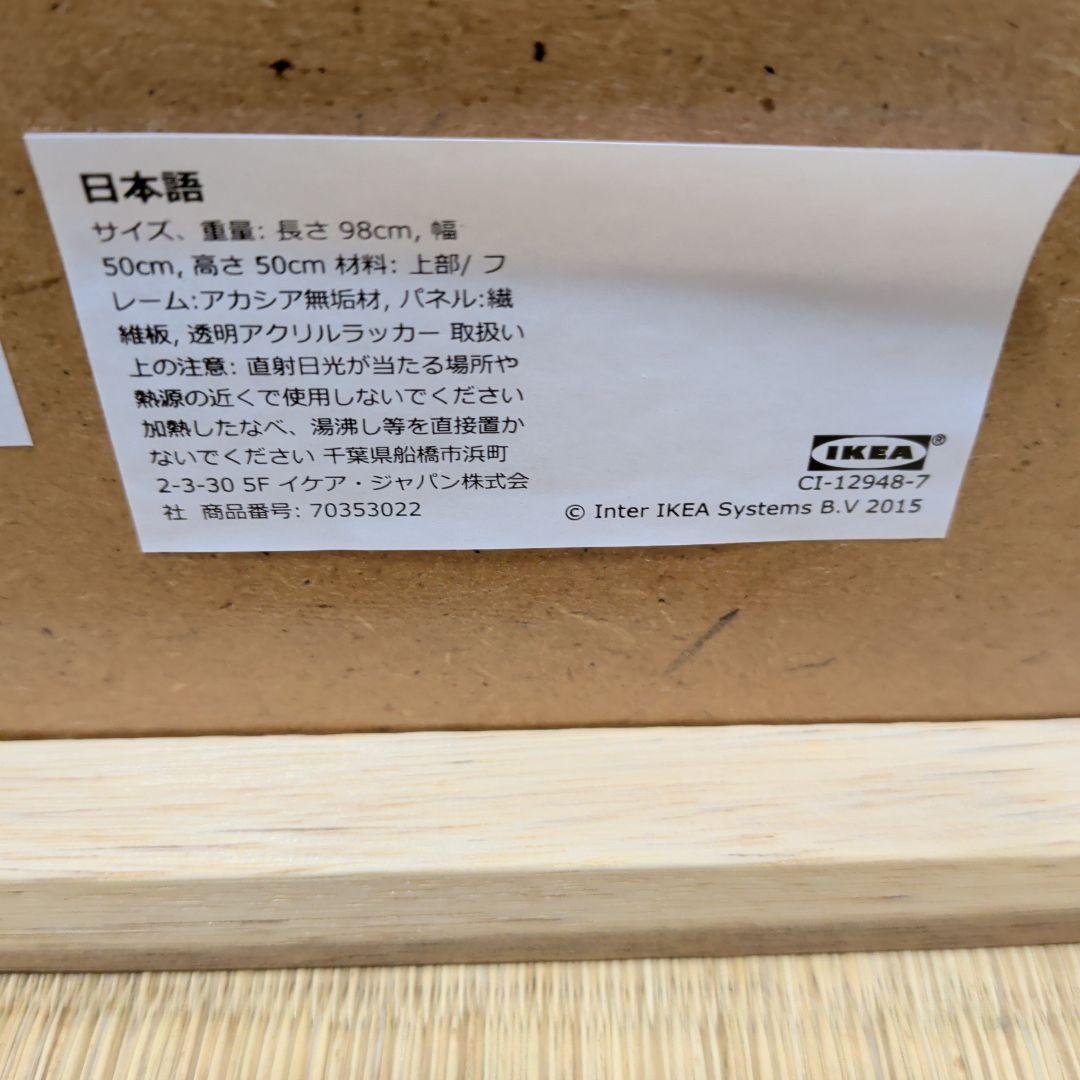 日本語
サイズ、重量: 長さ 98cm, 幅
50cm, 高さ 50cm 材料: 上部/ フ
レーム:アカシア無垢材, パネル:繊
維板, 透明アクリルラッカー 取扱い
上の注意: 直射日光が当たる場所や
熱源の近くで使用しないでください
加熱したなべ、湯沸し等を直接置か
ないでください 千葉県船橋市浜町
2-3-30 5F イケア・ジャパン株式会
社 商品番号: 70353022
IKEA®
CI-12948-7
© Inter IKEA Systems B.V 2015